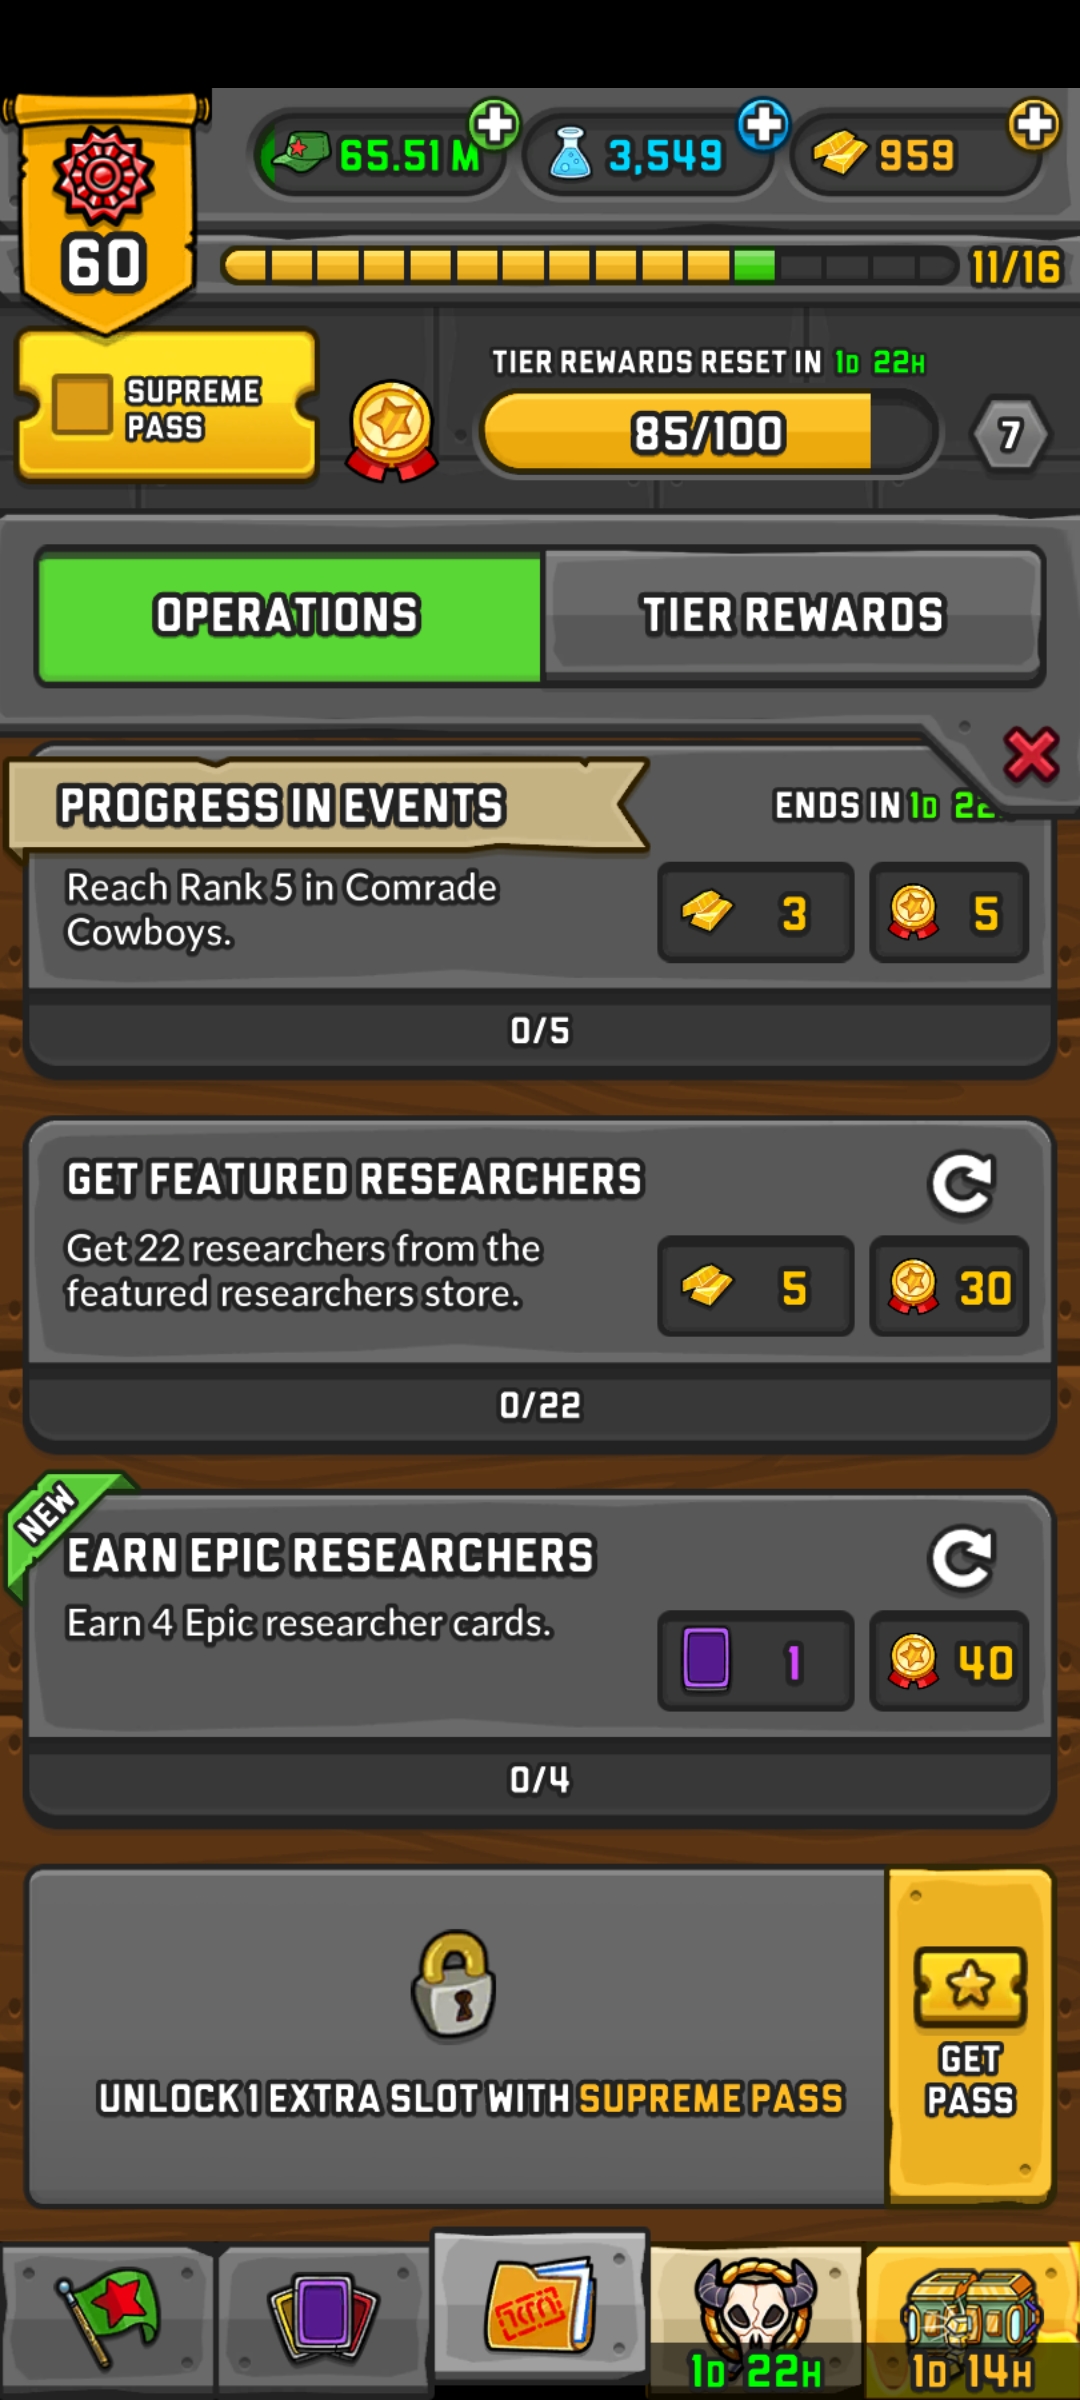 65.51 M
3,549
959
60
11/16
SUPREME
PASS
TIER REWARDS RESET IN 1D 22H
85/100
7
OPERATIONS
TIER REWARDS
PROGRESS IN EVENTS
ENDS IN 1D 22
Reach Rank 5 in Comrade
Cowboys.
3
5
0/5
GET FEATURED RESEARCHERS
Get 22 researchers from the
featured researchers store.
5
30
0/22
NEW
EARN EPIC RESEARCHERS
Earn 4 Epic researcher cards.
1
40
0/4
UNLOCK 1 EXTRA SLOT WITH SUPREME PASS
GET
PASS
1D 22H
1D 14H